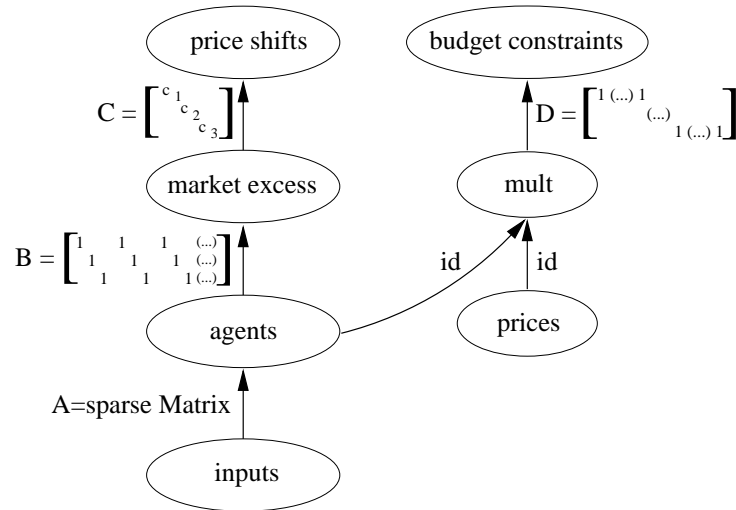 price shifts
budget constraints
C = [ c 1
c 2
c 3 ]
D = [ 1 (...) 1
(...)
1 (...) 1 ]
market excess
mult
B = [ 1 1 1 (...)
1 1 1 (...)
1 1 1 (...) ]
id
id
agents
prices
A=sparse Matrix
inputs